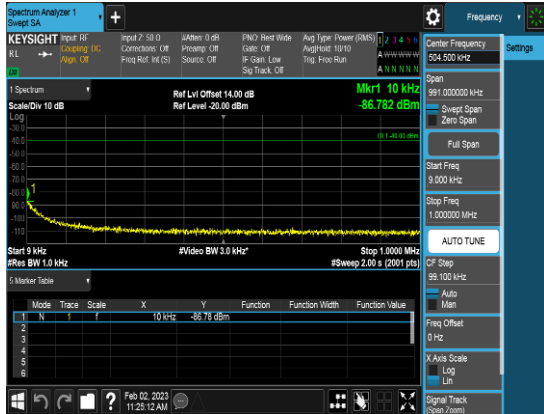 Spectrum Analyzer 1
Swept SA
Frequency
KEYSIGHT
RL
Input: RF
Coupling: DC
Align: Off
Input Z: 50 Ω
Corrections: Off
Freq Ref: Int (S)
#Atten: 0 dB
Preamp: Off
Source: Off
PNO: Best Wide
Gate: Off
IF Gain: Low
Sig Track: Off
Avg Type: Power (RMS)
Avg|Hold: 10/10
Trig: Free Run
1 2 3 4 5 6
A W W W W W
A N N N N N
1 Spectrum
Scale/Div 10 dB
Ref Lvl Offset 14.00 dB
Ref Level -20.00 dBm
Mkr1 10 kHz
-86.782 dBm
Log
-30.0
-40.0
DL1 -40.00 dBm
-50.0
-60.0
-70.0
-80.0
1
-90.0
-100
-110
Start 9 kHz
#Res BW 1.0 kHz
#Video BW 3.0 kHz*
Stop 1.0000 MHz
#Sweep 2.00 s (2001 pts)
5 Marker Table
Mode Trace Scale X Y Function Function Width Function Value
1 N 1 f 10 kHz -86.78 dBm
2
3
4
5
6
Feb 02, 2023
11:25:12 AM
Center Frequency
504.500 kHz
Settings
Span
991.000000 kHz
Swept Span
Zero Span
Full Span
Start Freq
9.000 kHz
Stop Freq
1.000000 MHz
AUTO TUNE
CF Step
99.100 kHz
Auto
Man
Freq Offset
0 Hz
X Axis Scale
Log
Lin
Signal Track
(Span Zoom)